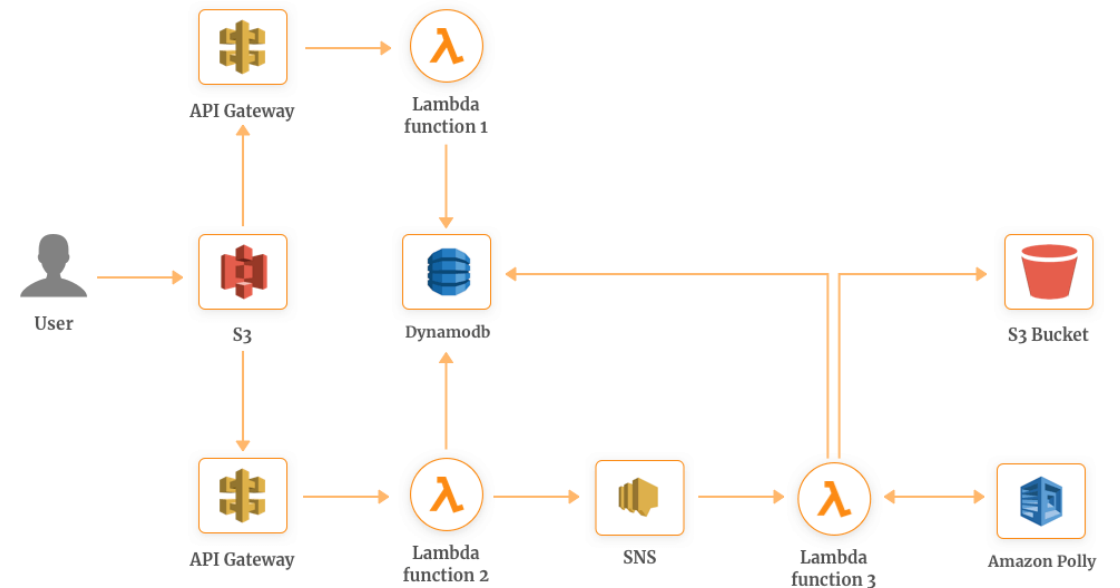 API Gateway
Lambda
function 1
User
S3
Dynamodb
S3 Bucket
API Gateway
Lambda
function 2
SNS
Lambda
function 3
Amazon Polly